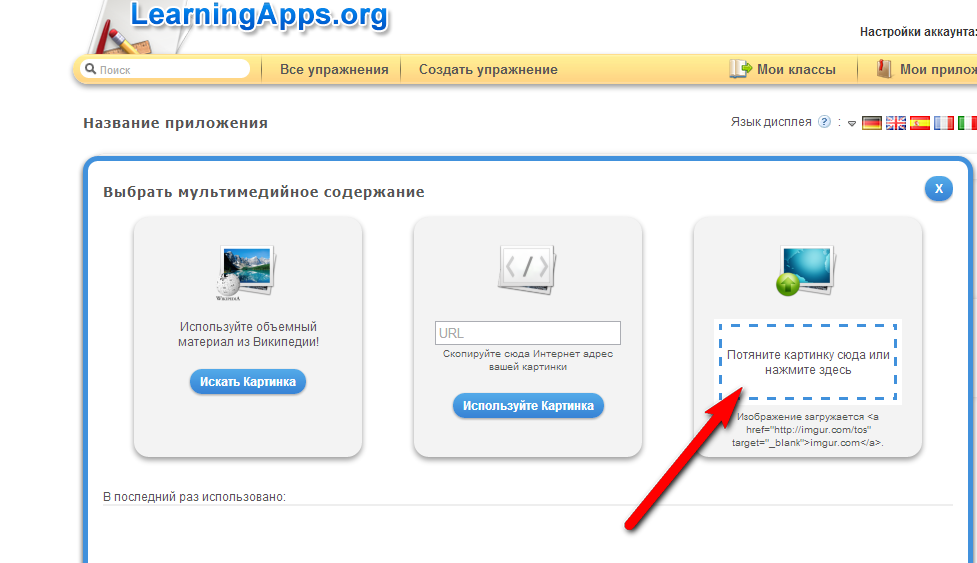 LearningApps.org
Настройки аккаунта:
Поиск
Все упражнения
Создать упражнение
Мои классы
Мои прилож
Название приложения
Язык дисплея ? :
Выбрать мультимедийное содержание
X
WIKIPEDIA
Используйте объемный
материал из Википедии!
Искать Картинка
URL
Скопируйте сюда Интернет адрес
вашей картинки
Используйте Картинка
Потяните картинку сюда или
нажмите здесь
Изображение загружается <a
href="http://imgur.com/tos"
target="_blank">imgur.com</a>.
В последний раз использовано: